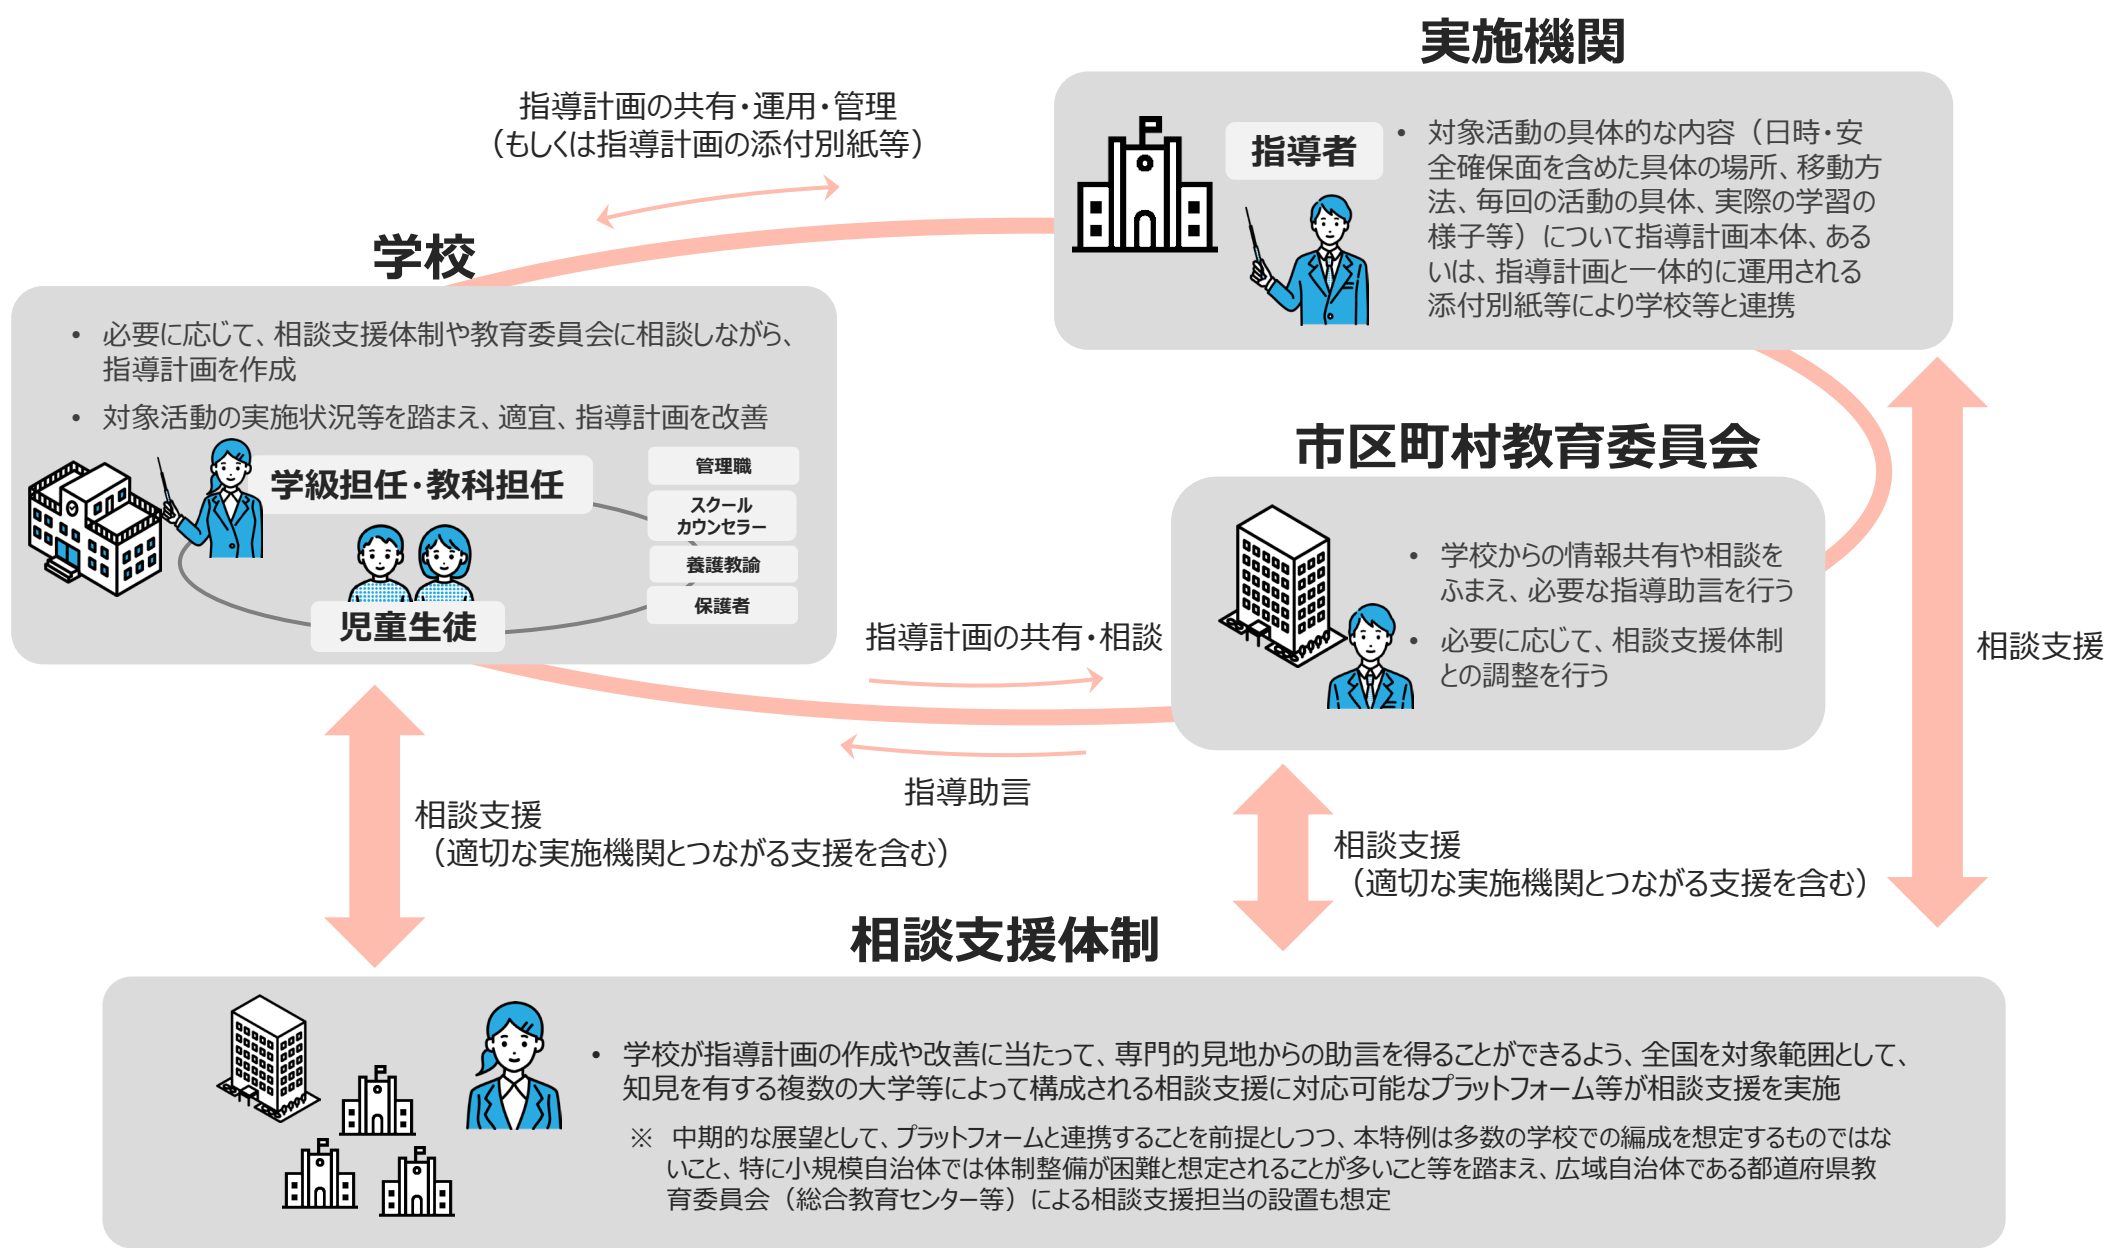 実施機関
指導計画の共有・運用・管理
（もしくは指導計画の添付別紙等）
指導者
• 対象活動の具体的な内容（日時・安
全確保面を含めた具体の場所、移動方
法、毎回の活動の具体、実際の学習の
様子等）について指導計画本体、ある
いは、指導計画と一体的に運用される
添付別紙等により学校等と連携
学校
• 必要に応じて、相談支援体制や教育委員会に相談しながら、
指導計画を作成
• 対象活動の実施状況等を踏まえ、適宜、指導計画を改善
学級担任・教科担任
管理職
スクール
カウンセラー
養護教諭
保護者
児童生徒
市区町村教育委員会
• 学校からの情報共有や相談を
ふまえ、必要な指導助言を行う
• 必要に応じて、相談支援体制
との調整を行う
指導計画の共有・相談
指導助言
相談支援
相談支援
（適切な実施機関とつながる支援を含む）
相談支援
（適切な実施機関とつながる支援を含む）
相談支援体制
• 学校が指導計画の作成や改善に当たって、専門的見地からの助言を得ることができるよう、全国を対象範囲として、
知見を有する複数の大学等によって構成される相談支援に対応可能なプラットフォーム等が相談支援を実施
※ 中期的な展望として、プラットフォームと連携することを前提としつつ、本特例は多数の学校での編成を想定するものではな
いこと、特に小規模自治体では体制整備が困難と想定されることが多いこと等を踏まえ、広域自治体である都道府県教
育委員会（総合教育センター等）による相談支援担当の設置も想定